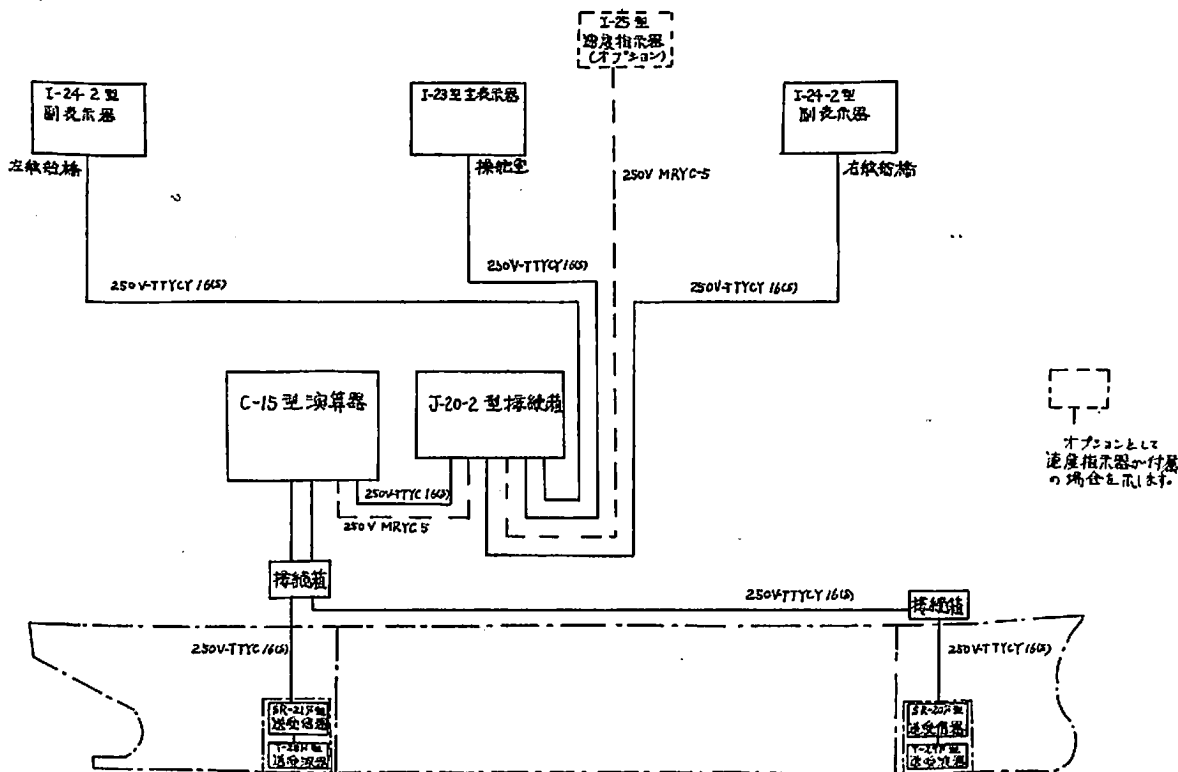 I-25型
速度指示器
(オプション)
I-24-2型
副表示器
左舷船橋
I-23型主表示器
操舵室
I-24-2型
副表示器
右舷船橋
250V MRYC-5
250V-TTYCY 16(S)
250V-TTYCY 16(S)
250V-TTYCY 16(S)
C-15型演算器
J-20-2型接続箱
オプションとして
速度指示器が付属
の場合を示します。
250V-TTYC 16(S)
250V MRYC 5
接続箱
250V-TTYCY 16(S)
接続箱
250V-TTYC 16(S)
250V-TTYCY 16(S)
送受信器
送受波器
送受信器
送受波器